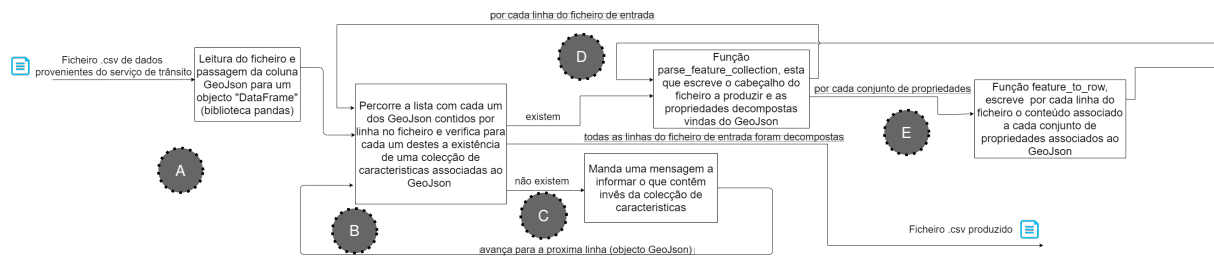 por cada linha do ficheiro de entrada
Ficheiro .csv de dados
provenientes do serviço de trânsito
Leitura do ficheiro e
passagem da coluna
GeoJson para um
objecto "DataFrame"
(biblioteca pandas)
A
Percorre a lista com cada um
dos GeoJson contidos por
linha no ficheiro e verifica para
cada um destes a existência
de uma colecção de
caracteristicas associadas ao
GeoJson
B
existem
não existem
C
Manda uma mensagem a
informar o que contêm
invês da colecção de
caracteristicas
avança para a proxima linha (objecto GeoJson)
D
Função
parse_feature_collection, esta
que escreve o cabeçalho do
ficheiro a produzir e as
propriedades decompostas
vindas do GeoJson
todas as linhas do ficheiro de entrada foram decompostas
por cada conjunto de propriedades
E
Função feature_to_row,
escreve por cada linha do
ficheiro o conteúdo associado
a cada conjunto de
propriedades associados ao
GeoJson
Ficheiro .csv produzido